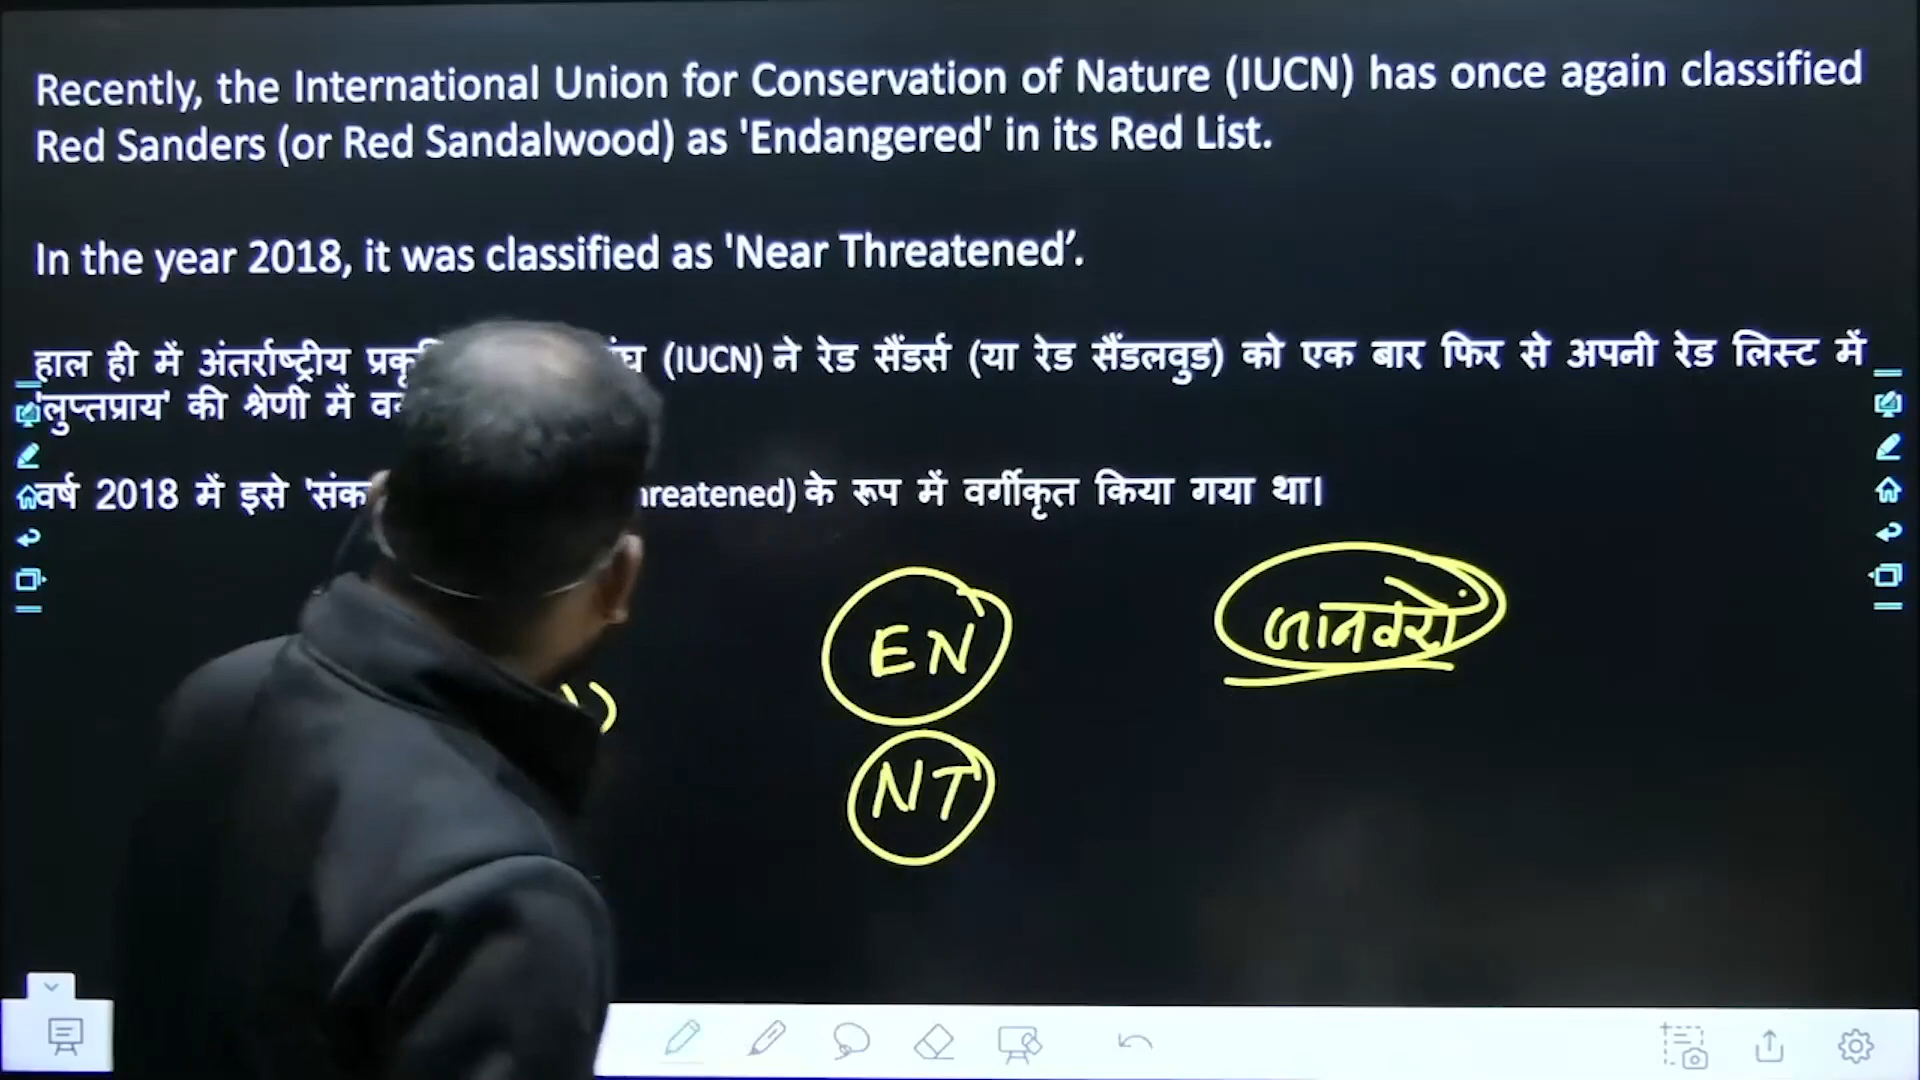 Recently, the International Union for Conservation of Nature (IUCN) has once again classified
Red Sanders (or Red Sandalwood) as 'Endangered' in its Red List.
In the year 2018, it was classified as 'Near Threatened’.
हाल ही में अंतर्राष्ट्रीय (IUCN) ने रेड सैंडर्स (या रेड सैंडलवुड) को एक बार फिर से अपनी रेड लिस्ट में
'लुप्तप्राय' की श्रेणी में
वर्ष 2018 में इसे के रूप में वर्गीकृत किया गया था।
EN
जानवरों
NT